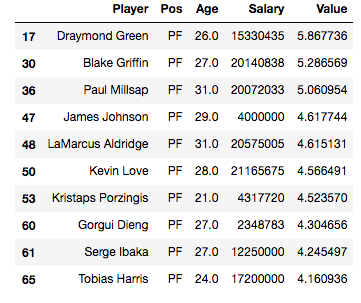 Player Pos Age Salary Value
17 Draymond Green PF 26.0 15330435 5.867736
30 Blake Griffin PF 27.0 20140838 5.286569
36 Paul Millsap PF 31.0 20072033 5.060954
47 James Johnson PF 29.0 4000000 4.617744
48 LaMarcus Aldridge PF 31.0 20575005 4.615131
50 Kevin Love PF 28.0 21165675 4.566491
53 Kristaps Porzingis PF 21.0 4317720 4.523570
60 Gorgui Dieng PF 27.0 2348783 4.304656
61 Serge Ibaka PF 27.0 12250000 4.245497
65 Tobias Harris PF 24.0 17200000 4.160936